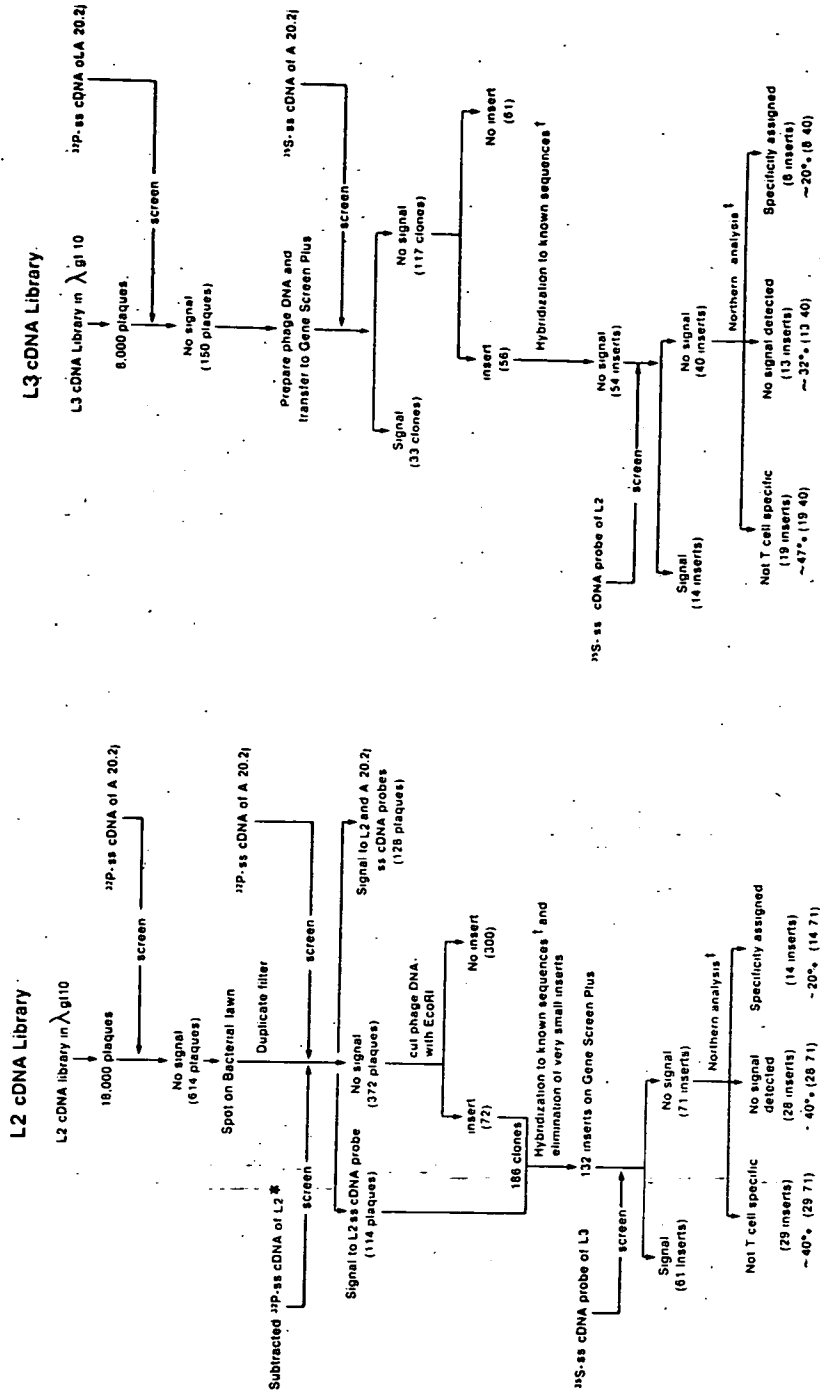 L2 cDNA Library
L2 cDNA library in λ gt10
18,000 plaques
³²P-ss cDNA of A 20.2j
screen
No signal
(614 plaques)
Spot on Bacterial lawn
Duplicate filter
Subtracted ³²P-ss cDNA of L2*
³²P-ss cDNA of A 20.2j
screen
screen
Signal to L2 ss cDNA probe
(114 plaques)
No signal
(372 plaques)
Signal to L2 and A 20.2j
ss cDNA probes
(128 plaques)
cut phage DNA-
with EcoRI
insert
(72)
No insert
(300)
186 clones
Hybridization to known sequences† and
elimination of very small inserts
132 inserts on Gene Screen Plus
³⁵S-ss cDNA probe of L3
screen
Signal
(61 Inserts)
No signal
(71 inserts)
Northern analysis†
Not T cell specific
(29 inserts)
~40% (29 71)
No signal
detected
(28 inserts)
- 40% (28 71)
Specificity assigned
(14 inserts)
- 20% (14 71)
L3 cDNA Library
L3 cDNA Library in λ gt 10
³²P-ss cDNA of A 20.2j
6,000 plaques
screen
No signal
(150 plaques)
Prepare phage DNA and
transfer to Gene Screen Plus
³⁵S-ss cDNA of A 20.2j
screen
Signal
(33 clones)
No signal
(117 clones)
insert
(56)
No insert
(61)
Hybridization to known sequences†
No signal
(54 inserts)
³⁵S-ss cDNA probe of L2
screen
Signal
(14 inserts)
No signal
(40 inserts)
Northern analysis†
Not T cell specific
(19 inserts)
~47% (19 40)
No signal detected
(13 inserts)
~32% (13 40)
Specificity assigned
(8 inserts)
~20% (8 40)